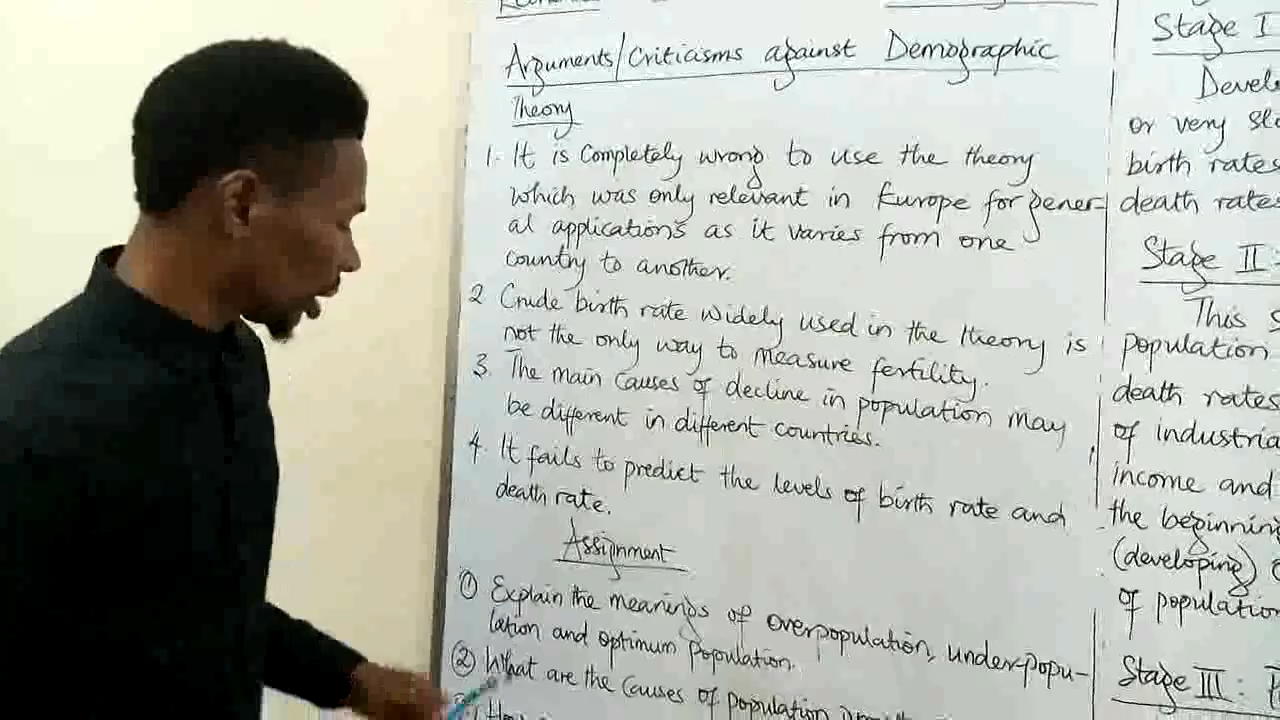 Arguments/Criticisms against Demographic
Theory
1. It is completely wrong to use the theory
which was only relevant in Europe for gener-
al applications as it varies from one
country to another.
2 Crude birth rate widely used in the theory is
not the only way to measure fertility.
3. The main causes of decline in population may
be different in different countries.
4. It fails to predict the levels of birth rate and
death rate.
Assignment
① Explain the meanings of overpopulation, under-popu-
lation and optimum population.
② What are the causes of population
Stage I
or very
birth rates
death rates
Stage II:
This
population
death rates
of
income and
the
(developing)
of
Stage III: